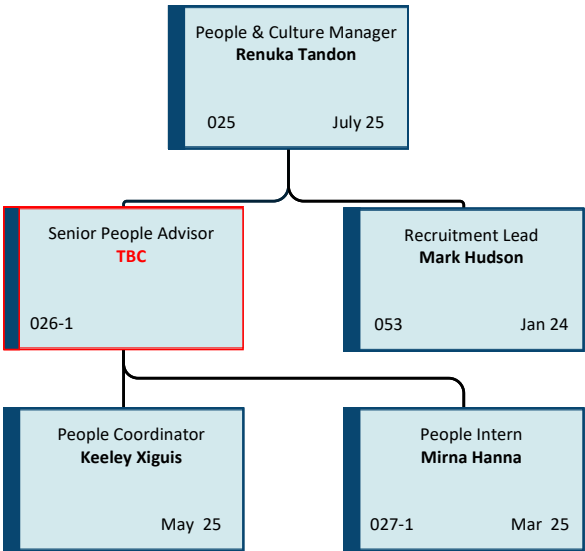 People & Culture Manager
Renuka Tandon
025 July 25
Senior People Advisor
TBC
026-1
Recruitment Lead
Mark Hudson
053 Jan 24
People Coordinator
Keeley Xiguis
May 25
People Intern
Mirna Hanna
027-1 Mar 25